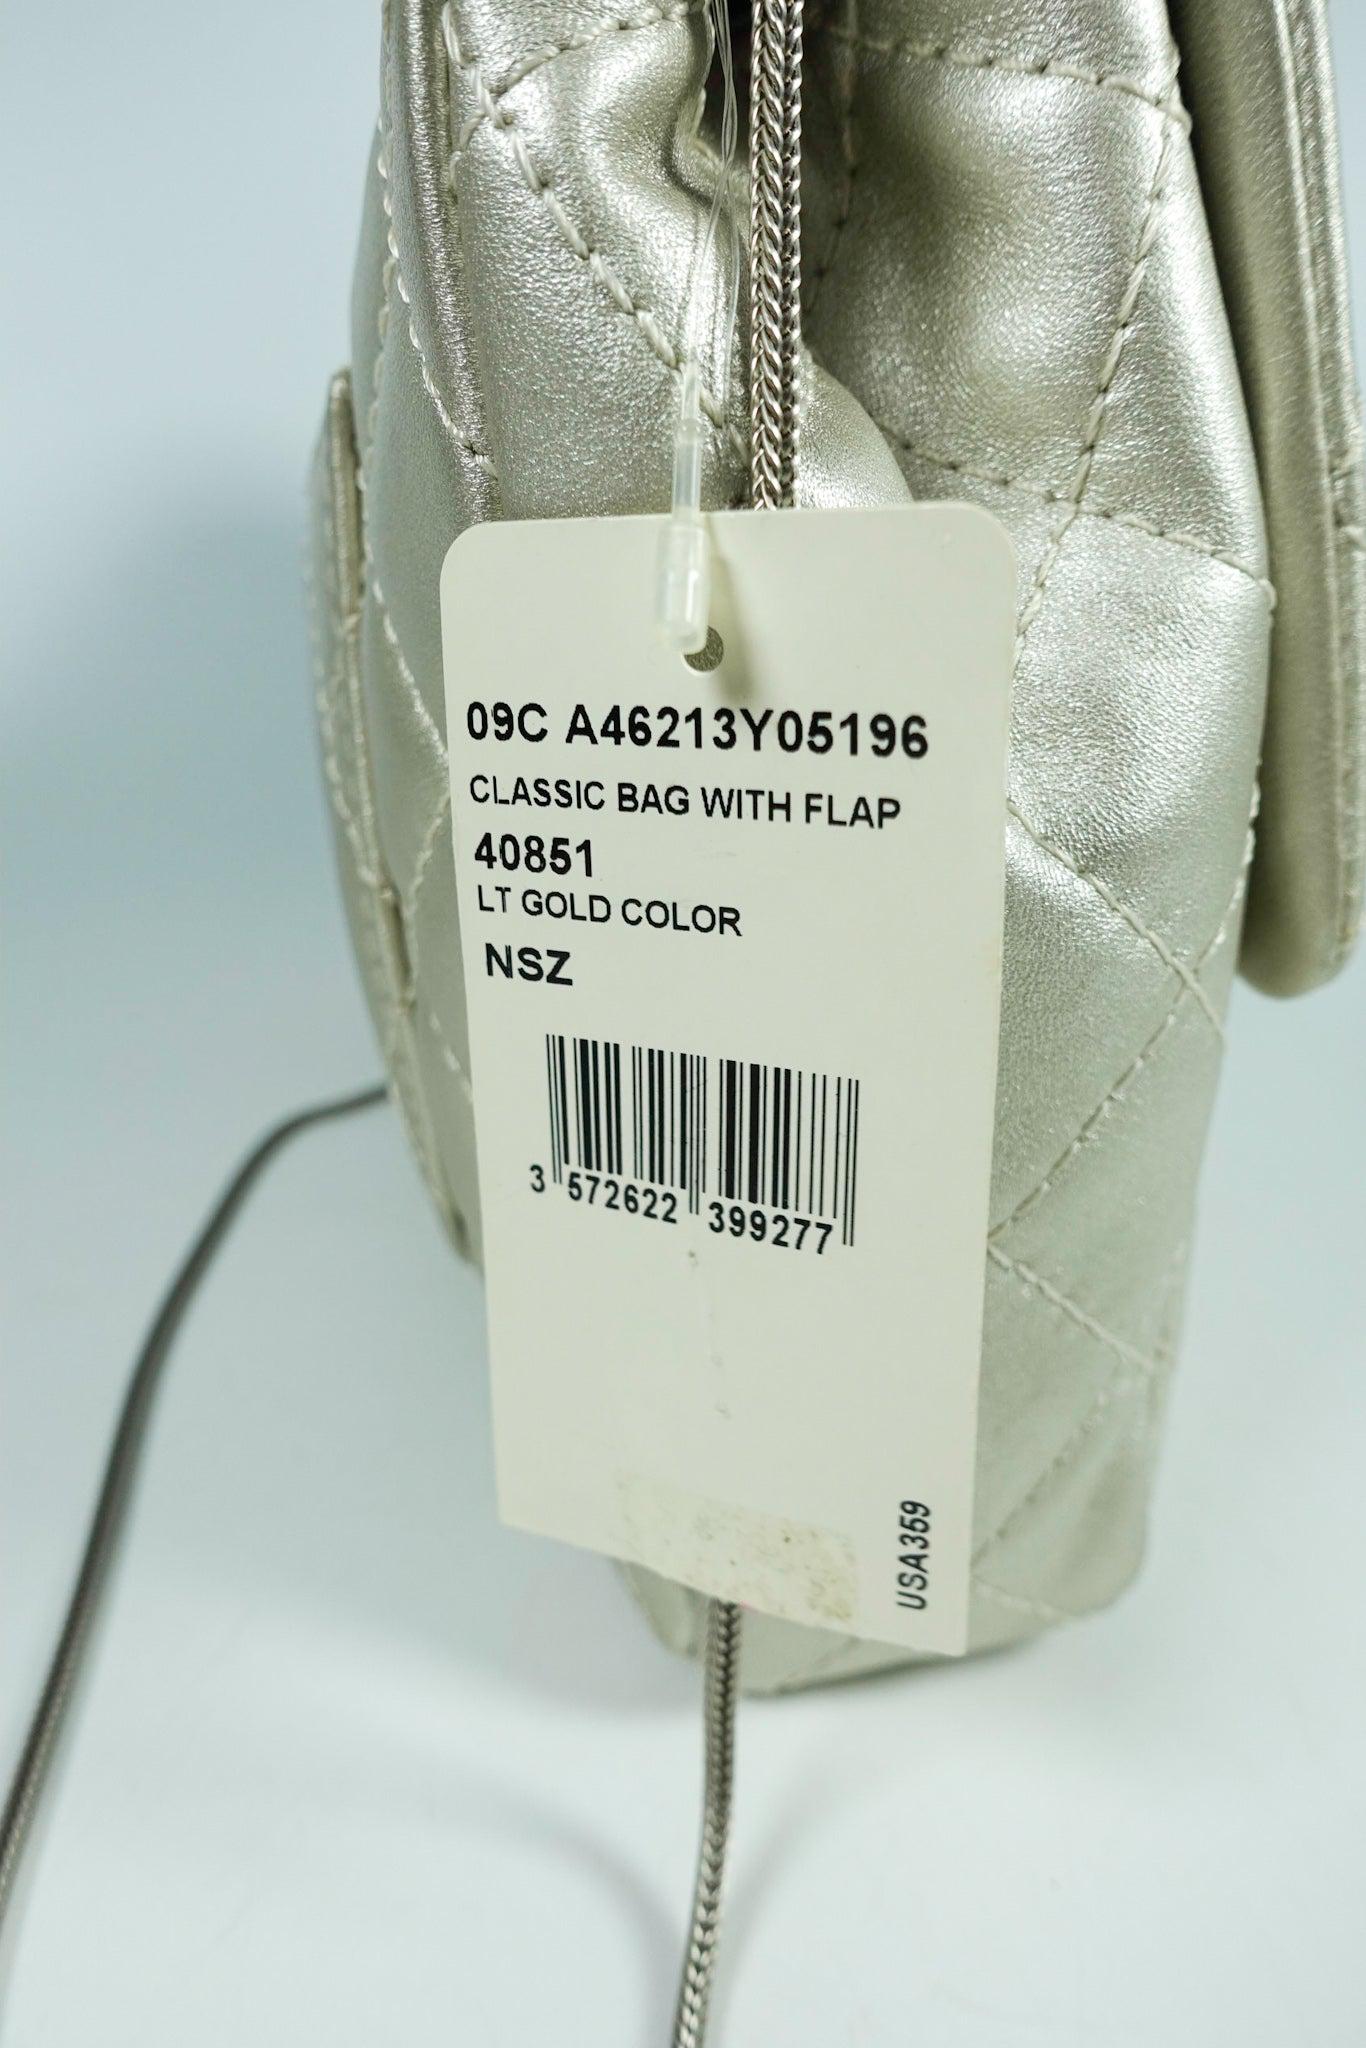 09C A46213Y05196
CLASSIC BAG WITH FLAP
40851
LT GOLD COLOR
NSZ
3 572622 399277
USA359